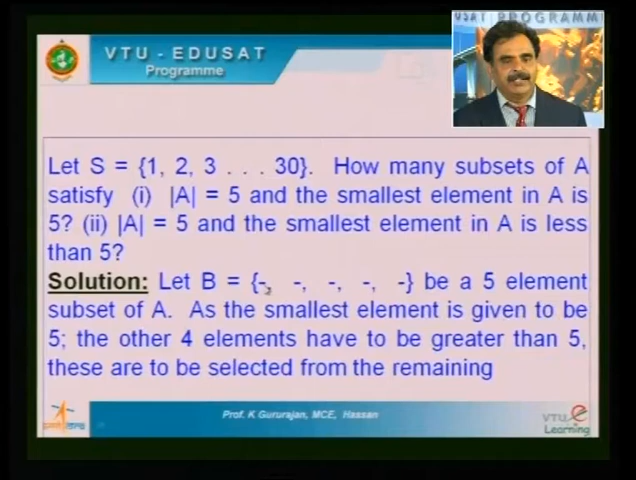 USAT PROGRAMM
VTU - EDUSAT
Programme
Let S = {1, 2, 3 . . . 30}. How many subsets of A
satisfy (i) |A| = 5 and the smallest element in A is
5? (ii) |A| = 5 and the smallest element in A is less
than 5?
Solution: Let B = {-, -, -, -, -} be a 5 element
subset of A. As the smallest element is given to be
5; the other 4 elements have to be greater than 5,
these are to be selected from the remaining
Prof. K Gururajan, MCE, Hassan
VTU e
Learning